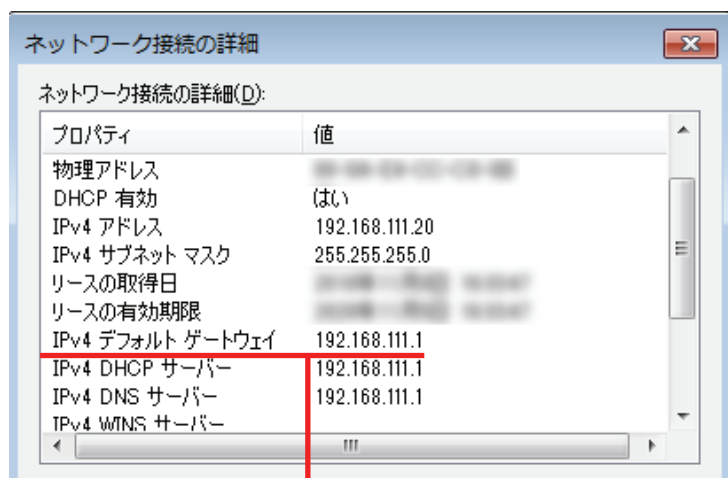 ネットワーク接続の詳細
ネットワーク接続の詳細(D):
プロパティ 値
物理アドレス
DHCP 有効 はい
IPv4 アドレス 192.168.111.20
IPv4 サブネット マスク 255.255.255.0
リースの取得日
リースの有効期限
IPv4 デフォルト ゲートウェイ 192.168.111.1
IPv4 DHCP サーバー 192.168.111.1
IPv4 DNS サーバー 192.168.111.1
IPv4 WINS サーバー